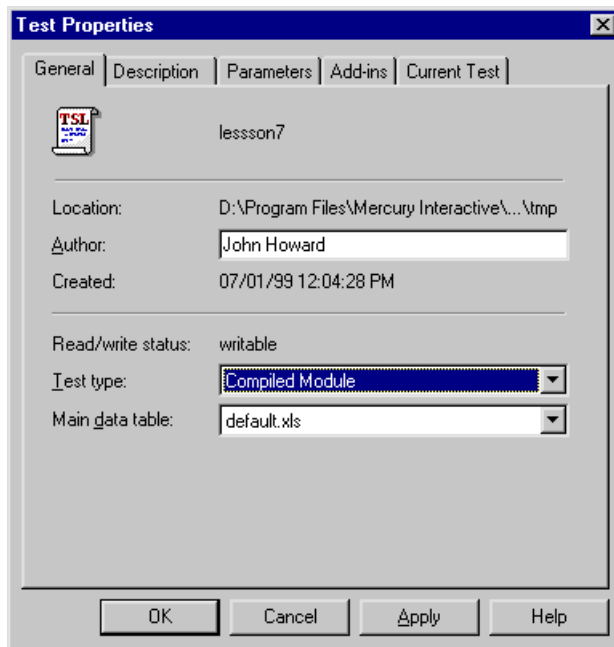 Test Properties
General Description Parameters Add-ins Current Test
TSL
lessson7
Location: D:\Program Files\Mercury Interactive\...\tmp
Author: John Howard
Created: 07/01/99 12:04:28 PM
Read/write status: writable
Test type: Compiled Module
Main data table: default.xls
OK Cancel Apply Help